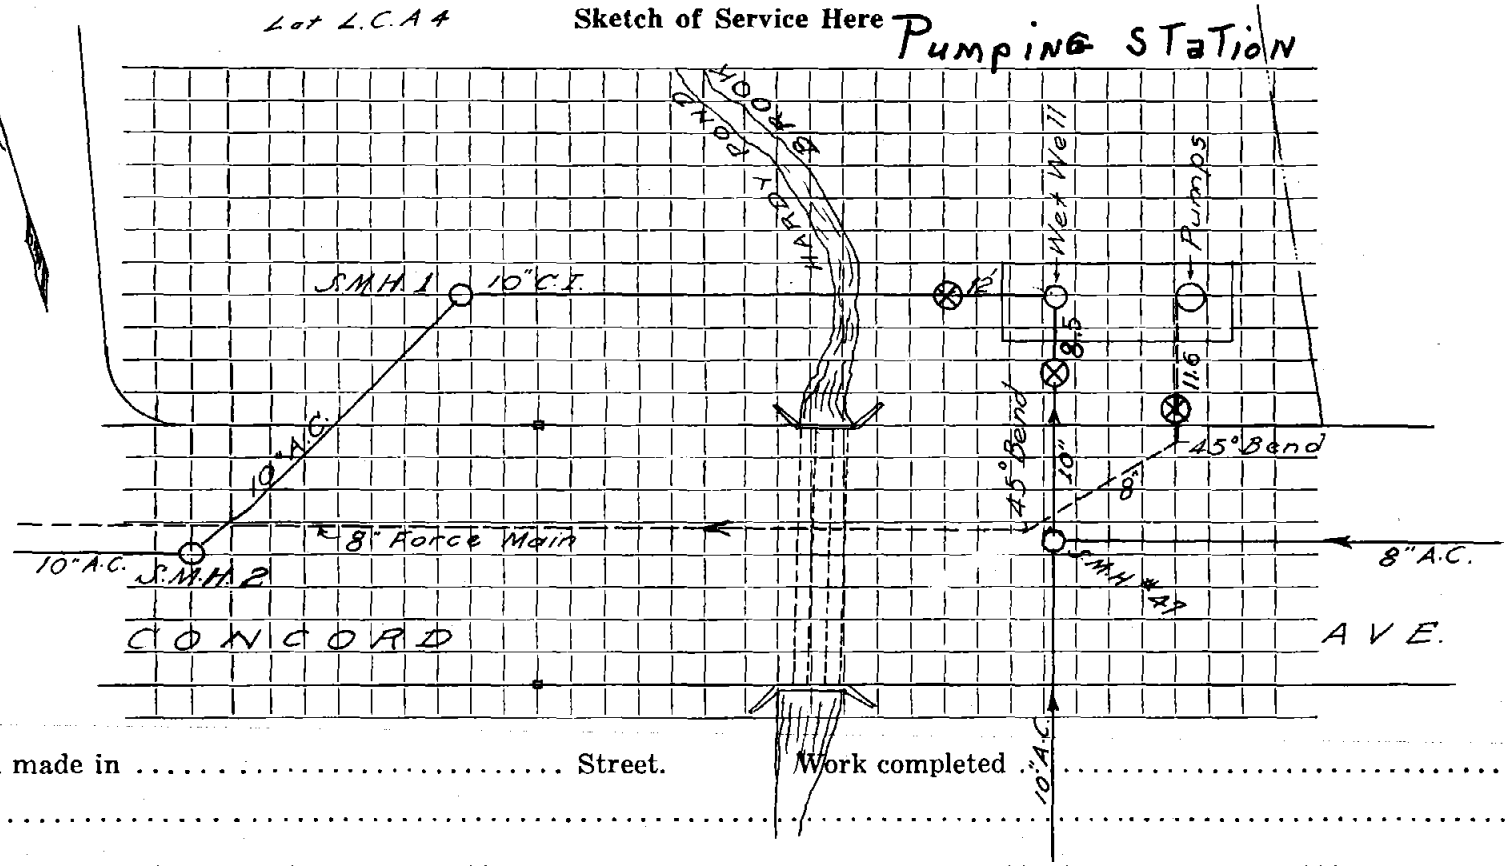 Lot L.C.A 4
Sketch of Service Here
Pumping Station
HARDY POND BROOK
Wet Well
Pumps
S.M.H. 1
10" C.I.
12'
8.5
11.6
45° Bend
10"
45° Bend
8"
10" A.C.
8" Force Main
10" A.C.
S.M.H. 2
S.M.H #47
8" A.C.
CONCORD AVE.
10" A.C.
made in .......................... Street. Work completed ..........................